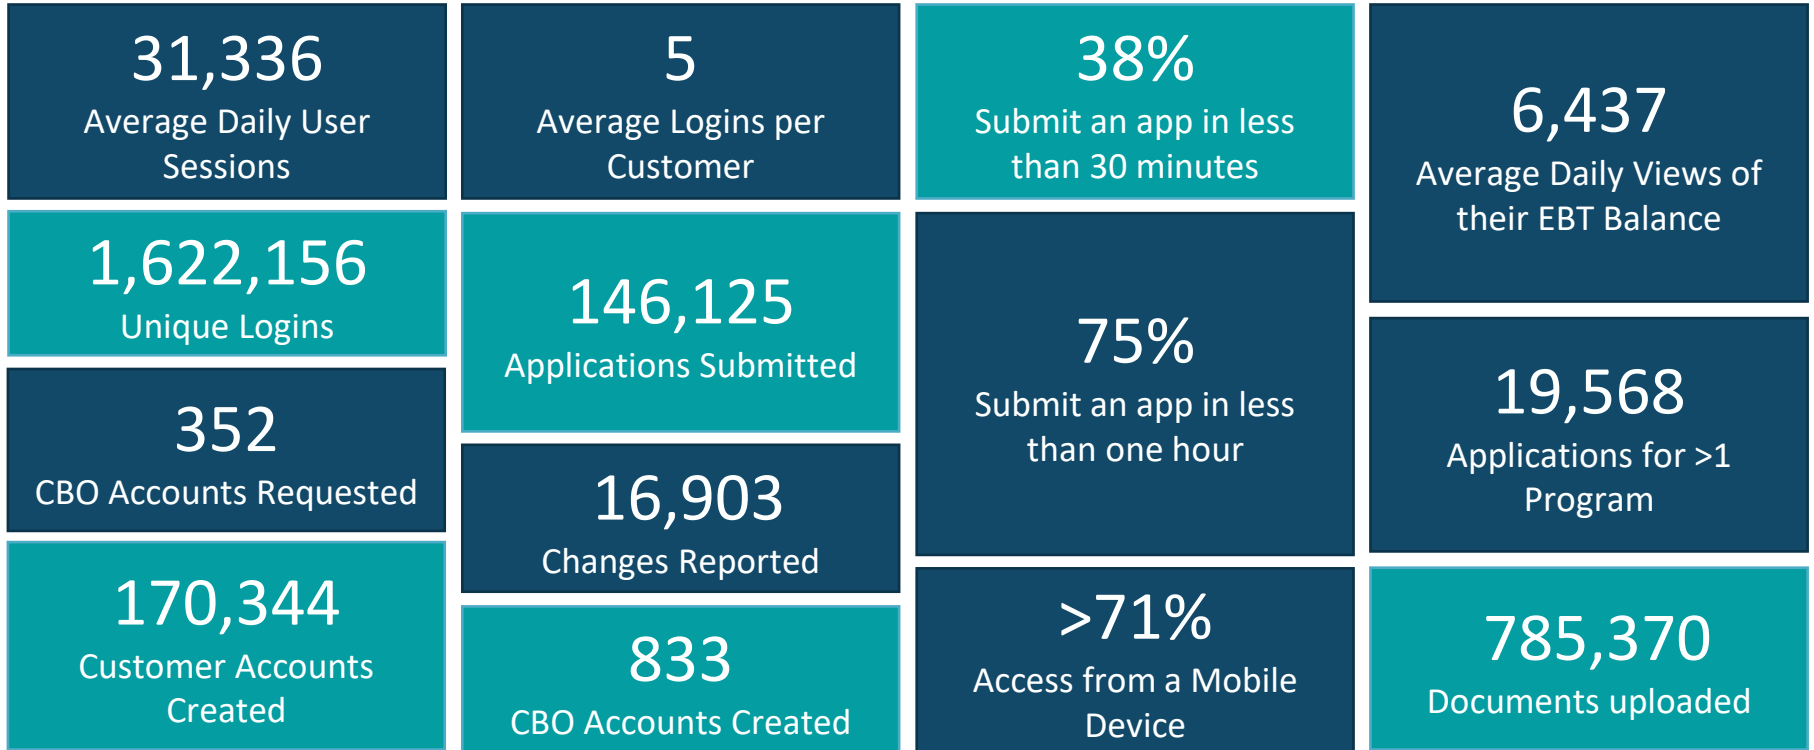 31,336
Average Daily User
Sessions
1,622,156
Unique Logins
352
CBO Accounts Requested
170,344
Customer Accounts
Created
5
Average Logins per
Customer
146,125
Applications Submitted
16,903
Changes Reported
833
CBO Accounts Created
38%
Submit an app in less
than 30 minutes
75%
Submit an app in less
than one hour
>71%
Access from a Mobile
Device
6,437
Average Daily Views of
their EBT Balance
19,568
Applications for >1
Program
785,370
Documents uploaded